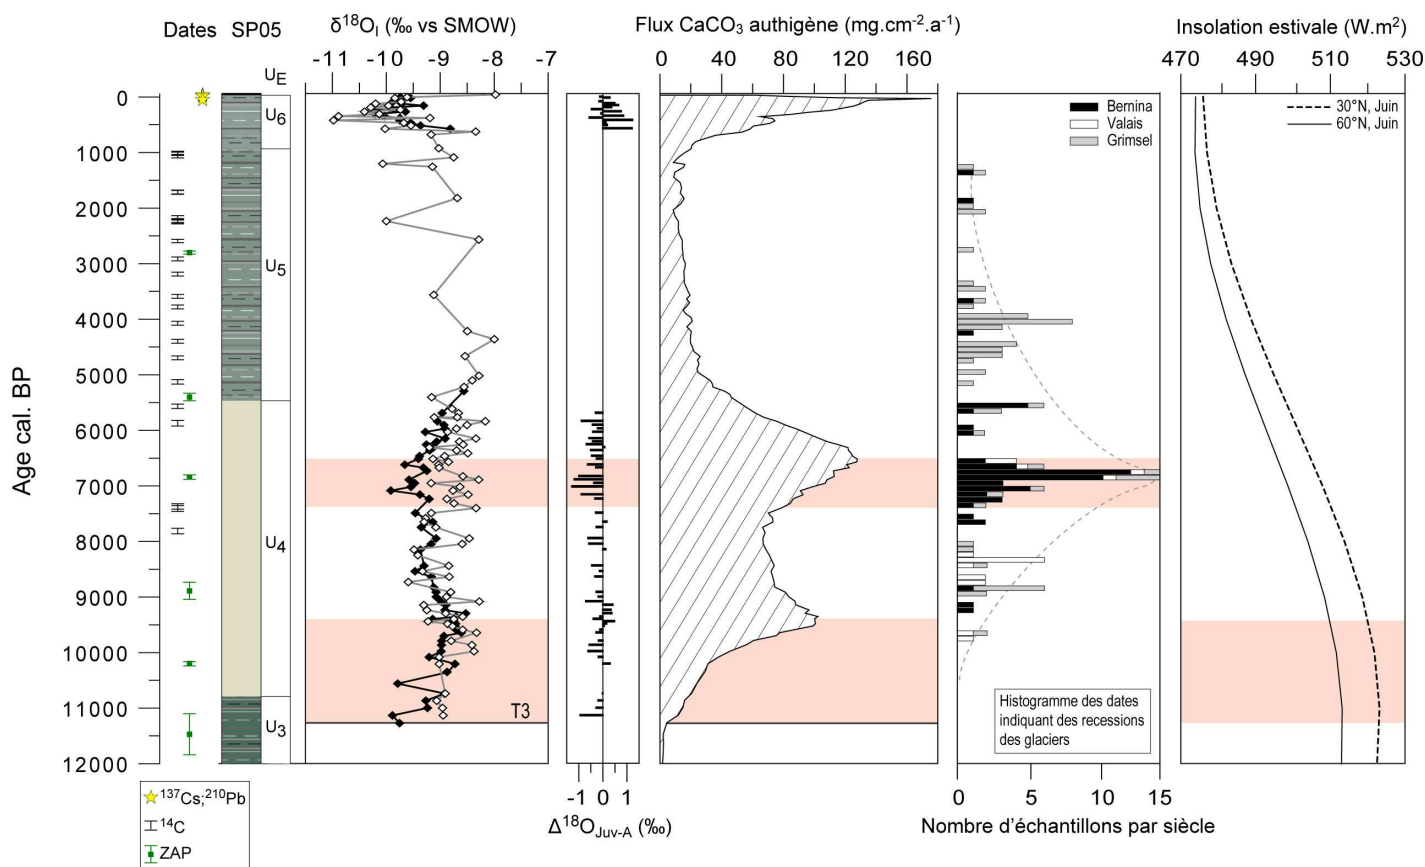 Dates SP05 δ¹⁸Oₗ (‰ vs SMOW) Flux CaCO₃ authigène (mg.cm⁻².a⁻¹) Insolation estivale (W.m²)
-11 -10 -9 -8 -7 0 40 80 120 160 470 490 510 530
U_E
0
1000
2000
3000
4000
5000
6000
7000
8000
9000
10000
11000
12000
Age cal. BP
U₆
U₅
U₄
U₃
T3
Bernina
Valais
Grimsel
30°N, Juin
60°N, Juin
Histogramme des dates
indiquant des recessions
des glaciers
-1 0 1 0 5 10 15
Δ¹⁸O_Juv-A (‰) Nombre d'échantillons par siècle
¹³⁷Cs;²¹⁰Pb
¹⁴C
ZAP